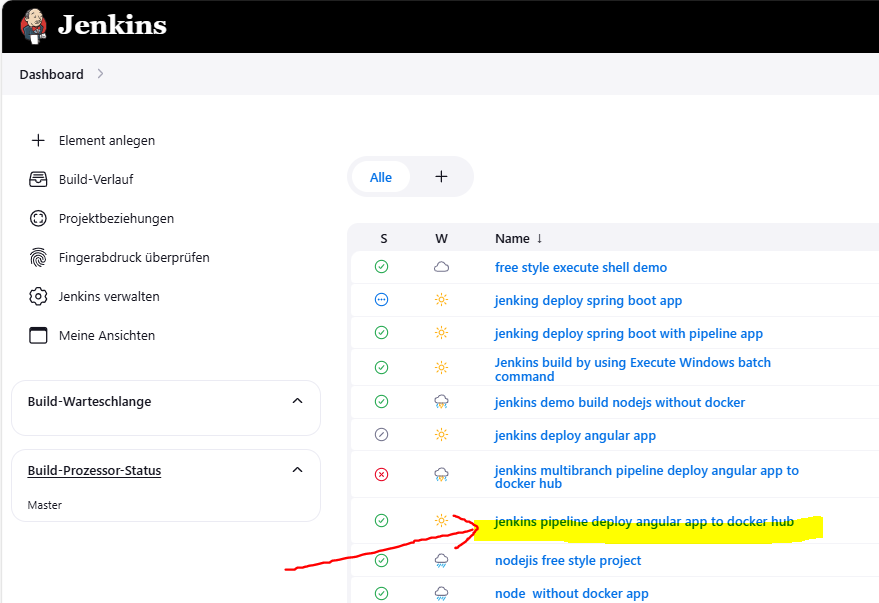 Jenkins
Dashboard
Element anlegen
Build-Verlauf
Projektbeziehungen
Fingerabdruck überprüfen
Jenkins verwalten
Meine Ansichten
Build-Warteschlange
Build-Prozessor-Status
Master
Alle
S W Name ↓
free style execute shell demo
jenking deploy spring boot app
jenking deploy spring boot with pipeline app
Jenkins build by using Execute Windows batch
command
jenkins demo build nodejs without docker
jenkins deploy angular app
jenkins multibranch pipeline deploy angular app to
docker hub
jenkins pipeline deploy angular app to docker hub
nodejis free style project
node without docker app